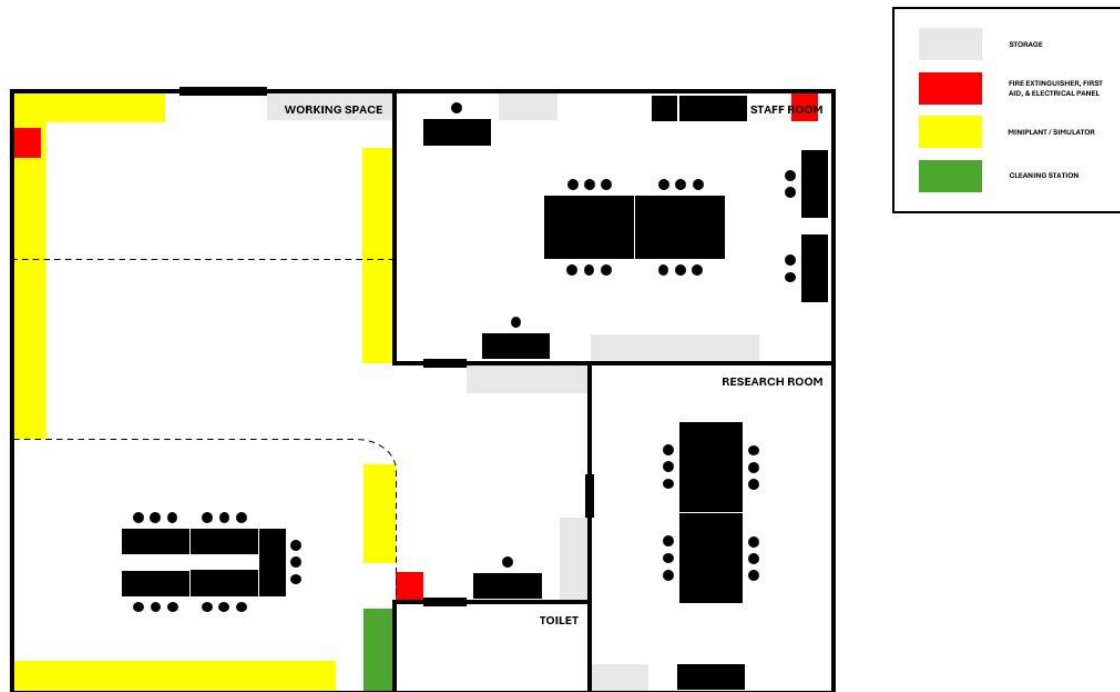 STORAGE
FIRE EXTINGUISHER, FIRST
AID, & ELECTRICAL PANEL
MINIPLANT / SIMULATOR
CLEANING STATION
WORKING SPACE
STAFF ROOM
RESEARCH ROOM
TOILET